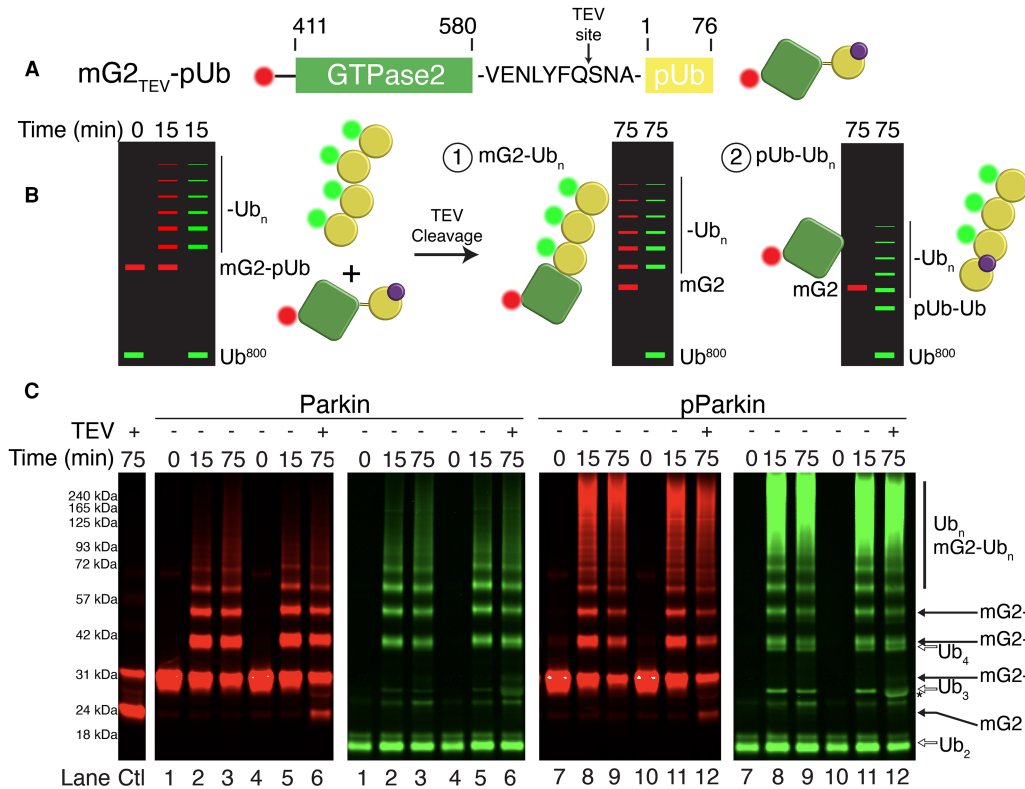 411 580 TEV site 1 76
A mG2TEV-pUb GTPase2 -VENLYFQSNA- pUb
Time (min) 0 15 15 75 75 75 75
1 mG2-Ubn 2 pUb-Ubn
B -Ubn TEV Cleavage -Ubn -Ubn
mG2-pUb + mG2 mG2 pUb-Ub
Ub800 Ub800 Ub800
C
Parkin pParkin
TEV + - - - - - + - - - - - + - - - - - + - - - - - +
Time (min) 75 0 15 75 0 15 75 0 15 75 0 15 75 0 15 75 0 15 75 0 15 75 0 15 75
240 kDa
165 kDa
125 kDa Ubn
93 kDa mG2-Ubn
72 kDa
57 kDa mG2-
42 kDa mG2-
Ub4
31 kDa mG2-
* Ub3
24 kDa mG2
18 kDa Ub2
Lane Ctl 1 2 3 4 5 6 1 2 3 4 5 6 7 8 9 10 11 12 7 8 9 10 11 12